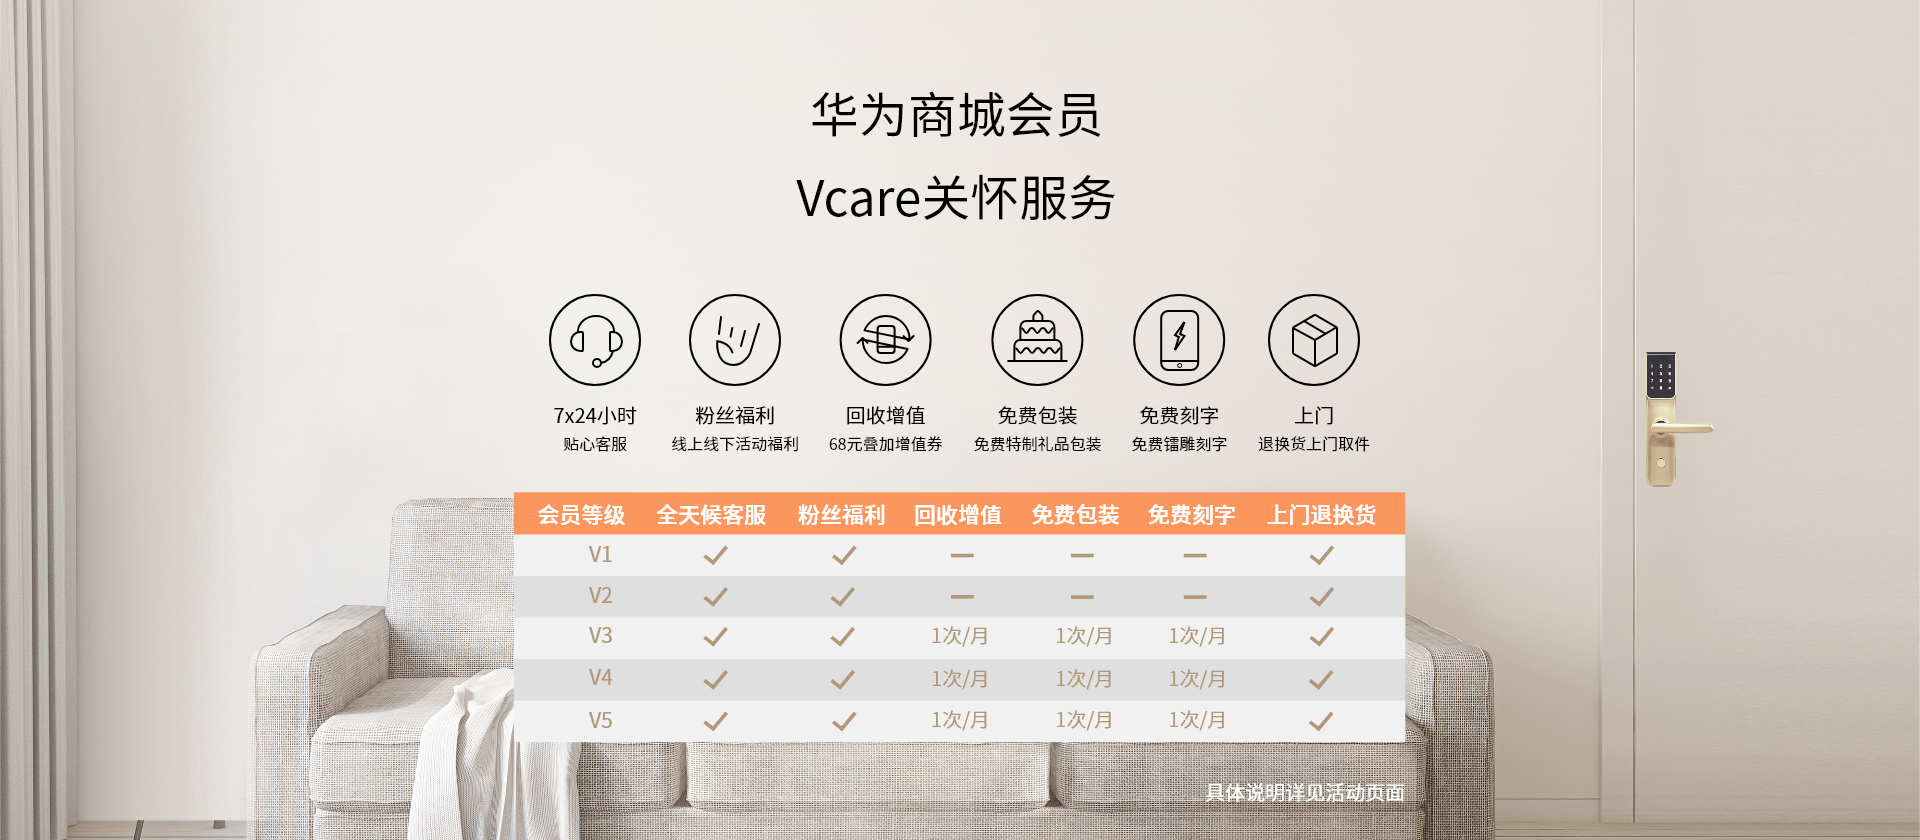 华为商城会员
Vcare关怀服务
7x24小时 粉丝福利 回收增值 免费包装 免费刻字 上门
贴心客服 线上线下活动福利 68元叠加增值券 免费特制礼品包装 免费镭雕刻字 退换货上门取件
会员等级 全天候客服 粉丝福利 回收增值 免费包装 免费刻字 上门退换货
V1 ✓ ✓ — — — ✓
V2 ✓ ✓ — — — ✓
V3 ✓ ✓ 1次/月 1次/月 1次/月 ✓
V4 ✓ ✓ 1次/月 1次/月 1次/月 ✓
V5 ✓ ✓ 1次/月 1次/月 1次/月 ✓
具体说明详见活动页面